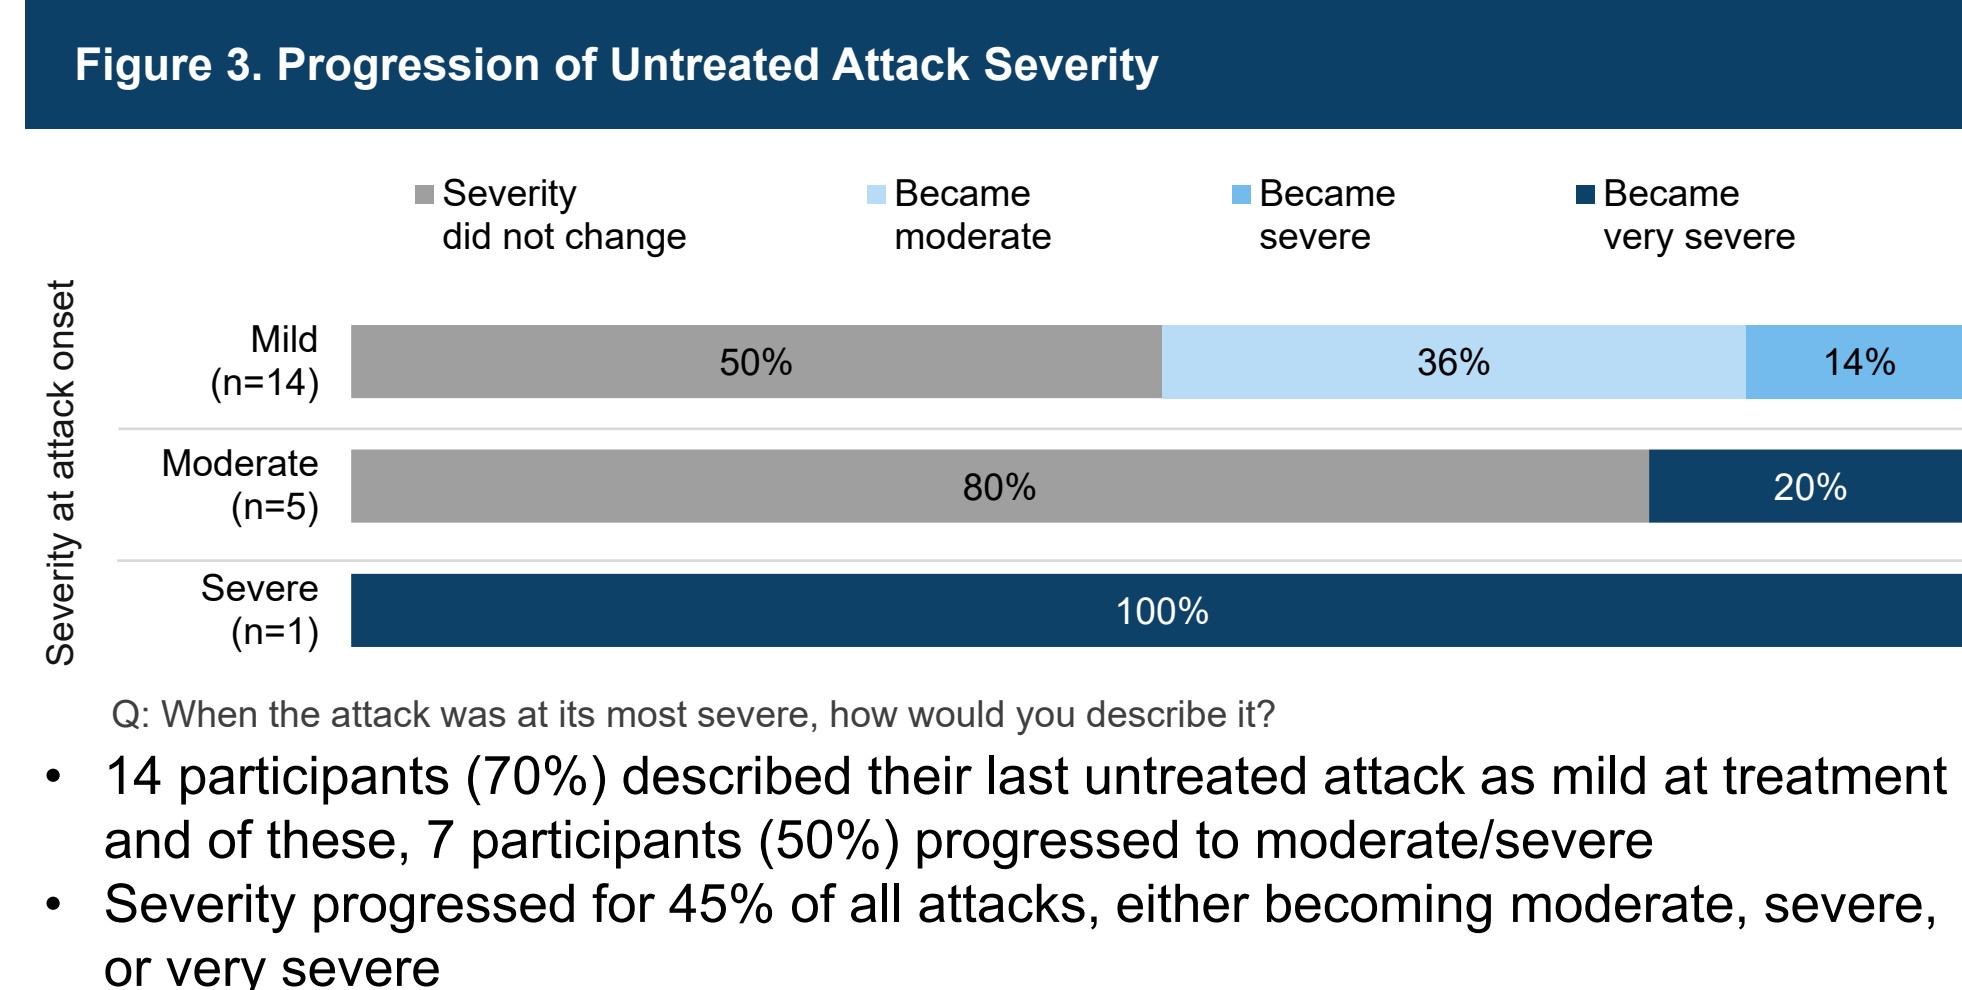 Figure 3. Progression of Untreated Attack Severity
Severity
did not change
Became
moderate
Became
severe
Became
very severe
Severity at attack onset
Mild
(n=14)
50%
36%
14%
Moderate
(n=5)
80%
20%
Severe
(n=1)
100%
Q: When the attack was at its most severe, how would you describe it?
• 14 participants (70%) described their last untreated attack as mild at treatment
and of these, 7 participants (50%) progressed to moderate/severe
• Severity progressed for 45% of all attacks, either becoming moderate, severe,
or very severe